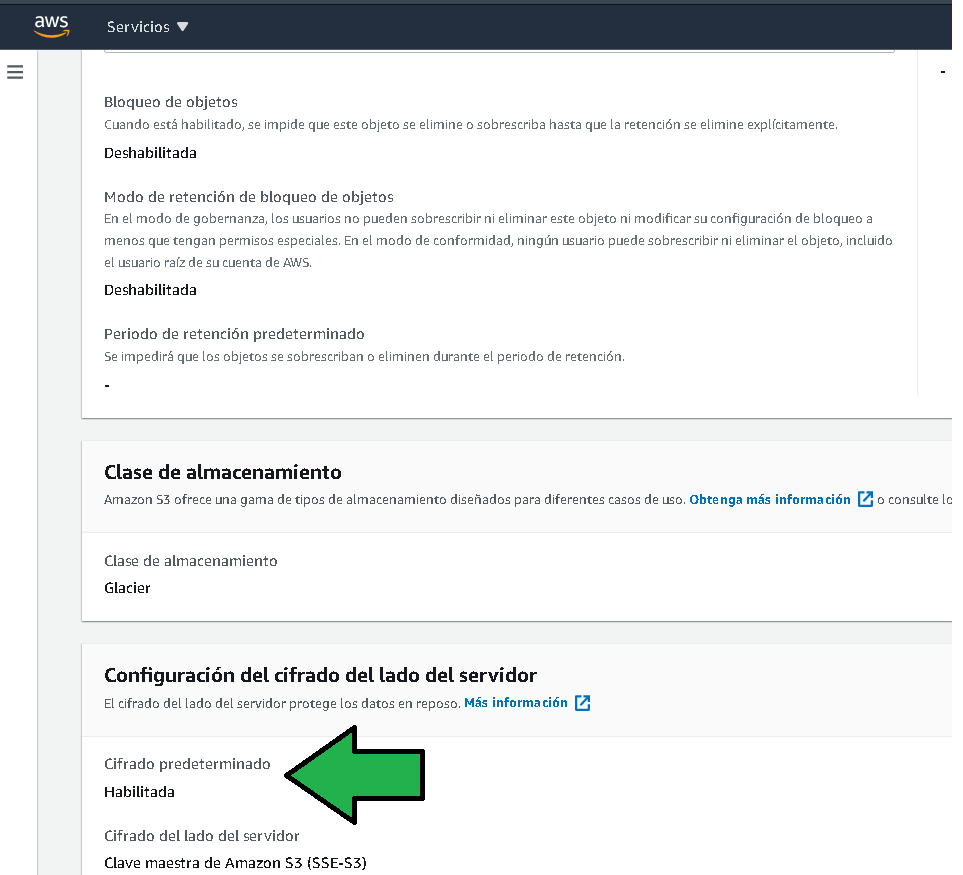 aws
Servicios
Bloqueo de objetos
Cuando está habilitado, se impide que este objeto se elimine o sobrescriba hasta que la retención se elimine explícitamente.
Deshabilitada
Modo de retención de bloqueo de objetos
En el modo de gobernanza, los usuarios no pueden sobrescribir ni eliminar este objeto ni modificar su configuración de bloqueo a
menos que tengan permisos especiales. En el modo de conformidad, ningún usuario puede sobrescribir ni eliminar el objeto, incluido
el usuario raíz de su cuenta de AWS.
Deshabilitada
Periodo de retención predeterminado
Se impedirá que los objetos se sobrescriban o eliminen durante el periodo de retención.
-
-
Clase de almacenamiento
Amazon S3 ofrece una gama de tipos de almacenamiento diseñados para diferentes casos de uso. Obtenga más información o consulte lo
Clase de almacenamiento
Glacier
Configuración del cifrado del lado del servidor
El cifrado del lado del servidor protege los datos en reposo. Más información
Cifrado predeterminado
Habilitada
Cifrado del lado del servidor
Clave maestra de Amazon S3 (SSE-S3)